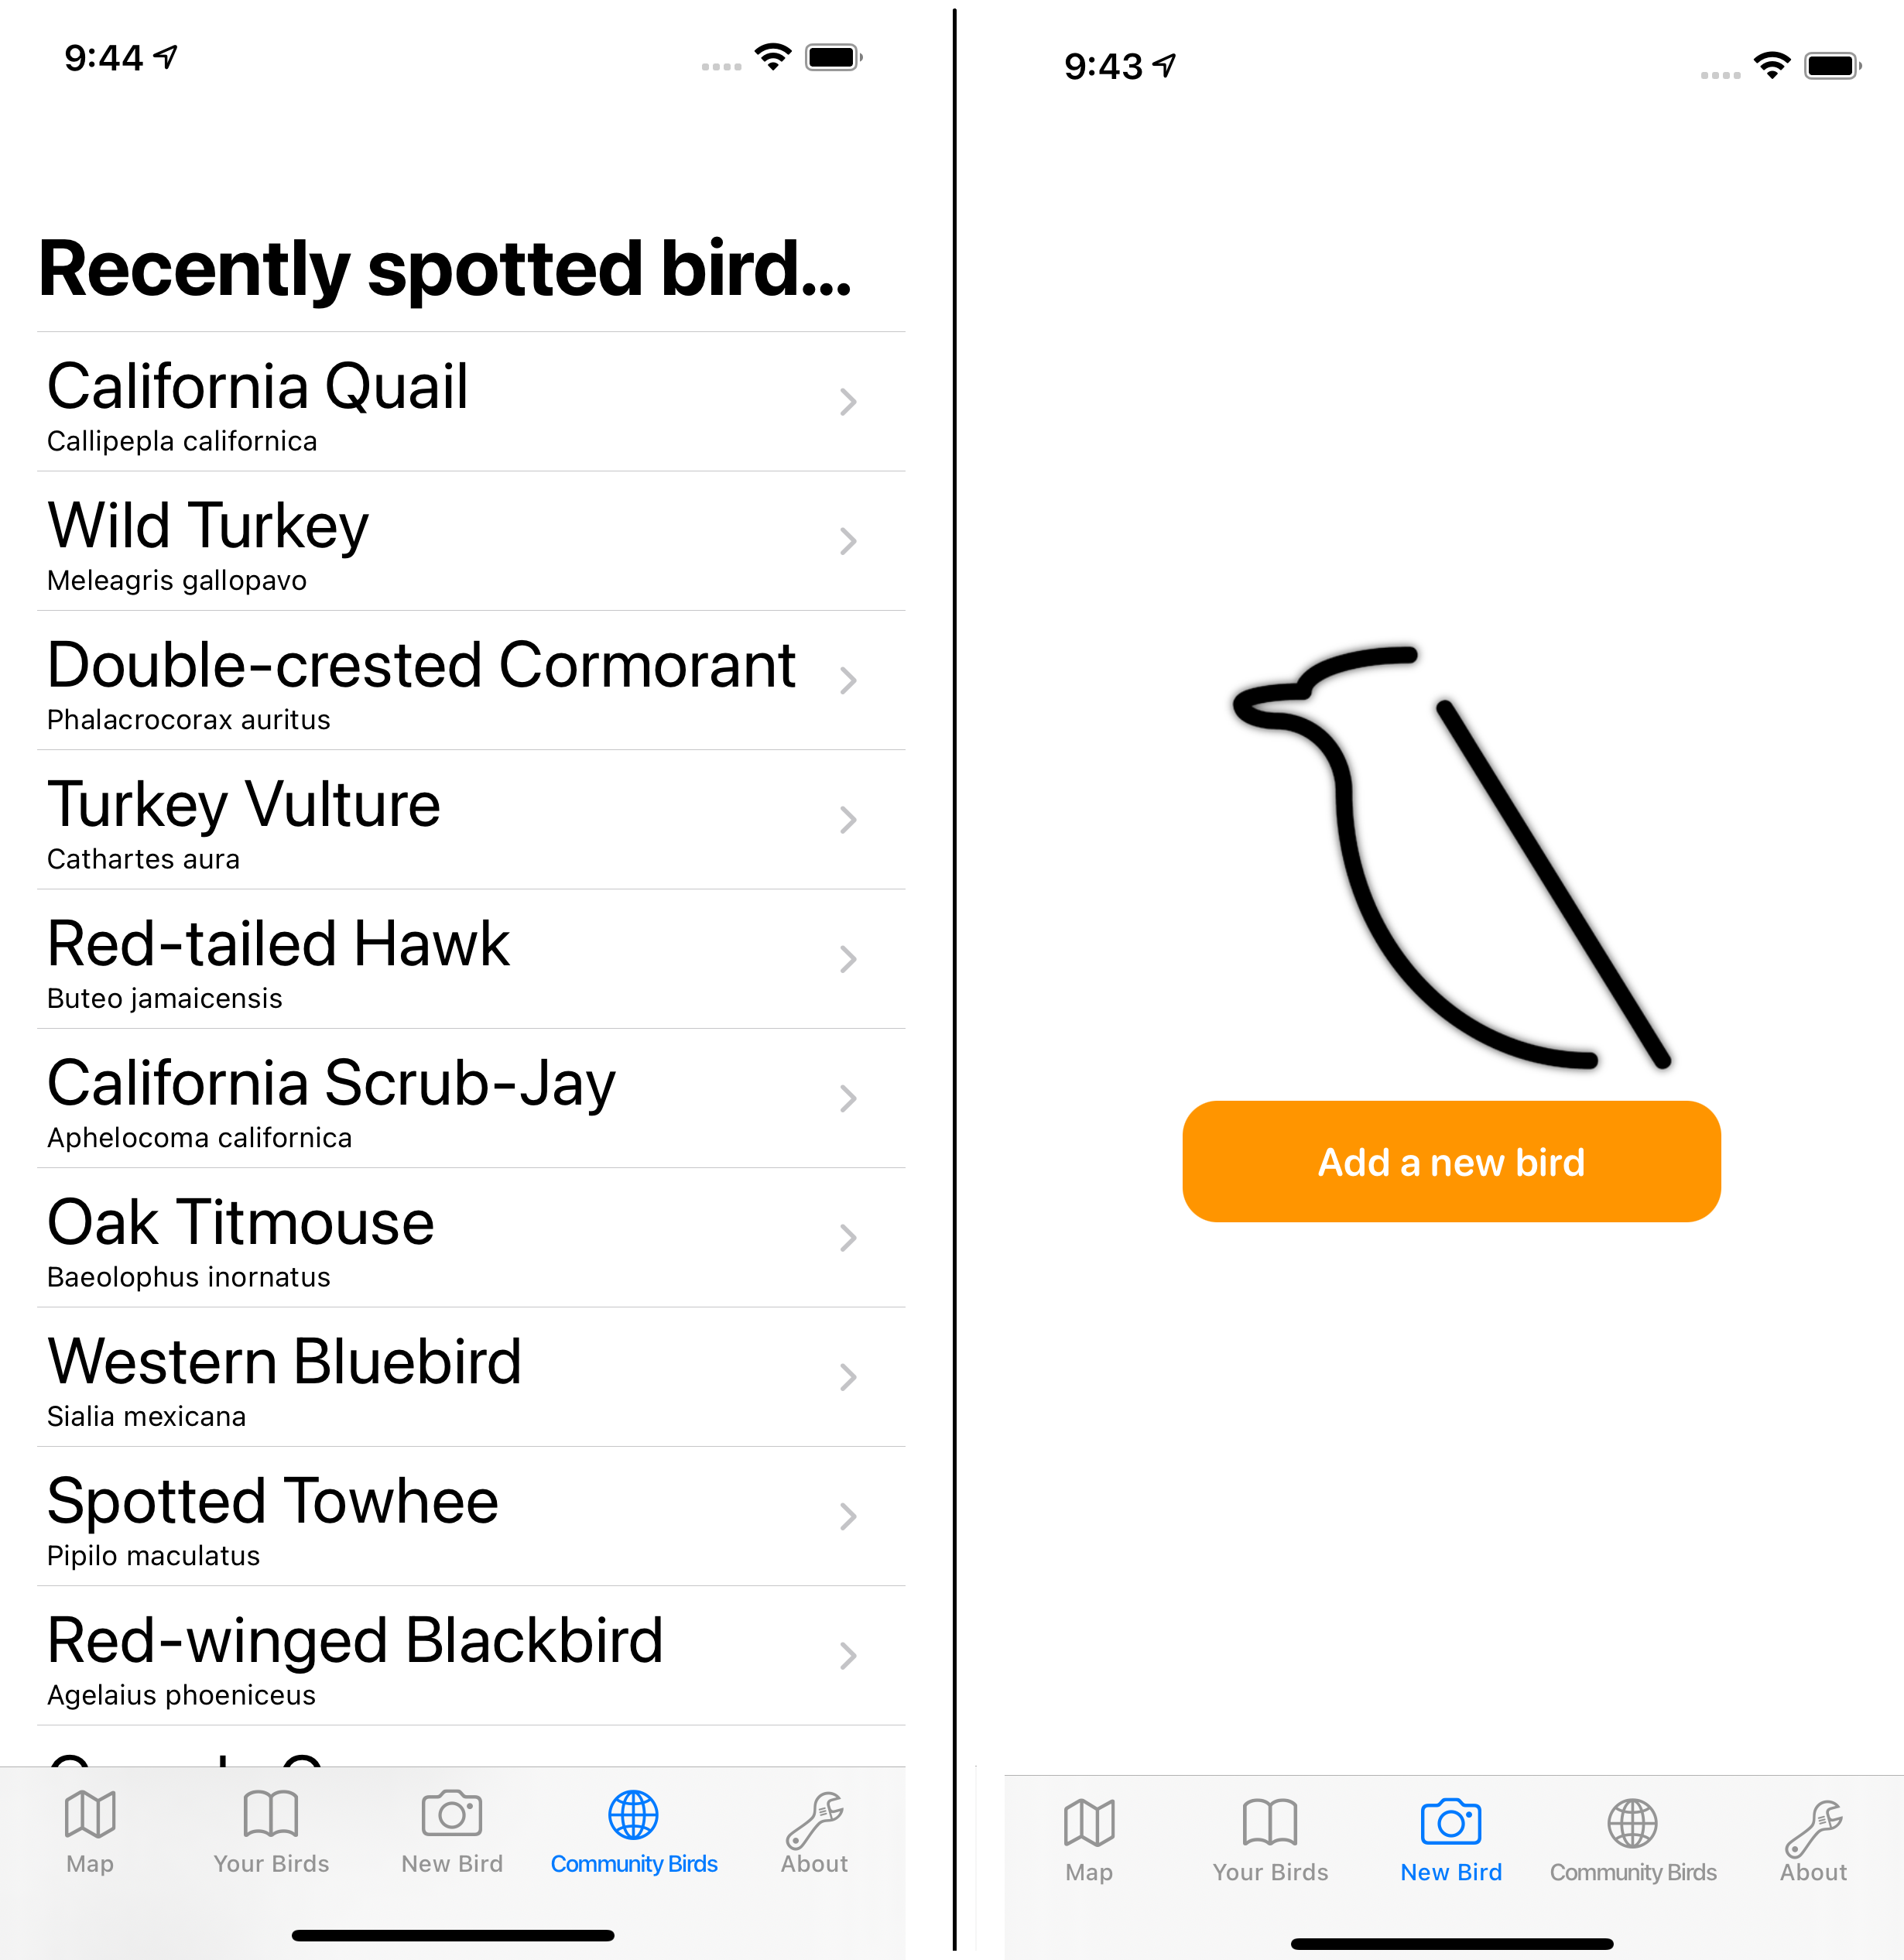 9:44
Recently spotted bird...
California Quail
Callipepla californica
Wild Turkey
Meleagris gallopavo
Double-crested Cormorant
Phalacrocorax auritus
Turkey Vulture
Cathartes aura
Red-tailed Hawk
Buteo jamaicensis
California Scrub-Jay
Aphelocoma californica
Oak Titmouse
Baeolophus inornatus
Western Bluebird
Sialia mexicana
Spotted Towhee
Pipilo maculatus
Red-winged Blackbird
Agelaius phoeniceus
Map
Your Birds
New Bird
Community Birds
About
9:43
Add a new bird
Map
Your Birds
New Bird
Community Birds
About